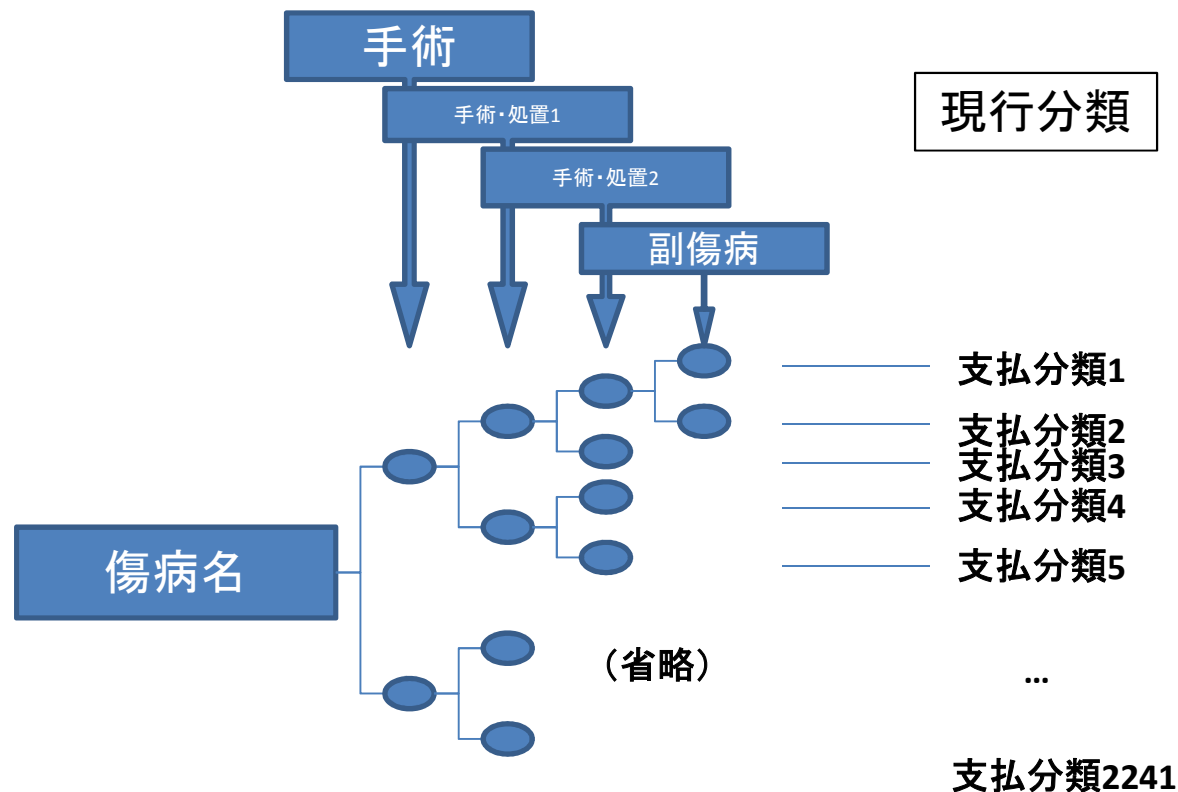 手術
手術・処置1
手術・処置2
副傷病
現行分類
支払分類1
支払分類2
支払分類3
支払分類4
支払分類5
傷病名
（省略）
…
支払分類2241